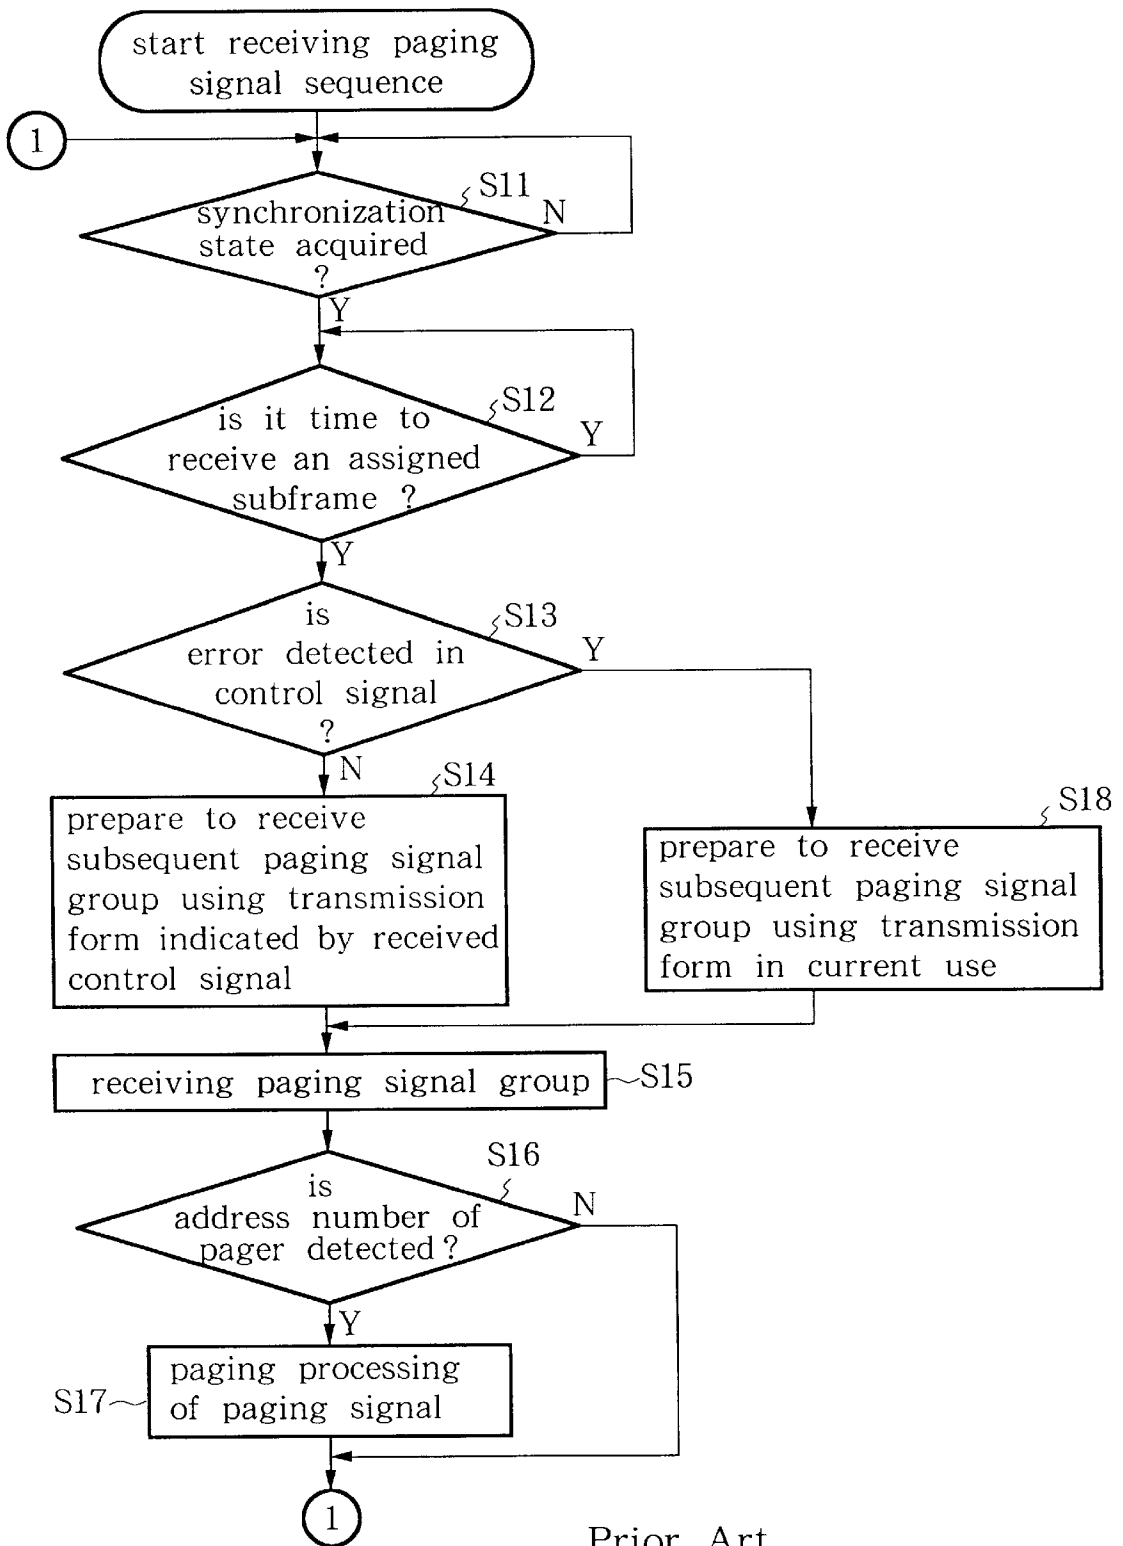 start receiving paging
signal sequence
1
S11
synchronization
state acquired
?
N
Y
S12
is it time to
receive an assigned
subframe ?
Y
Y
S13
is
error detected in
control signal
?
Y
N
S14
prepare to receive
subsequent paging signal
group using transmission
form indicated by received
control signal
S18
prepare to receive
subsequent paging signal
group using transmission
form in current use
receiving paging signal group
S15
S16
is
address number of
pager detected ?
N
Y
S17
paging processing
of paging signal
1
Prior Art